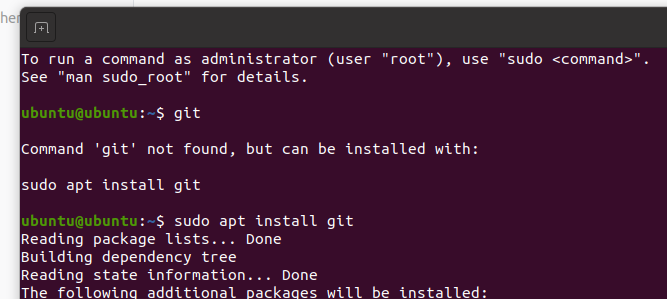 her
To run a command as administrator (user "root"), use "sudo <command>".
See "man sudo_root" for details.
ubuntu@ubuntu:~$ git
Command 'git' not found, but can be installed with:
sudo apt install git
ubuntu@ubuntu:~$ sudo apt install git
Reading package lists... Done
Building dependency tree
Reading state information... Done
The following additional packages will be installed: